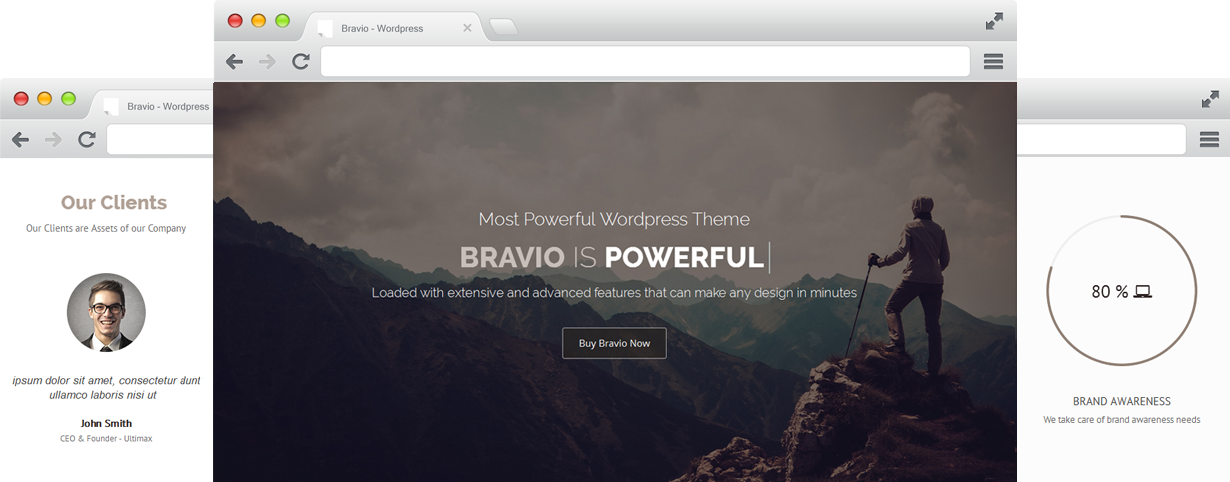 Bravio - Wordpress
Most Powerful Wordpress Theme
BRAVIO IS POWERFUL
Loaded with extensive and advanced features that can make any design in minutes
Buy Bravio Now
Bravio - Wordpress
Our Clients
Our Clients are Assets of our Company
ipsum dolor sit amet, consectetur
ullamco laboris nisi ut
John Smith
CEO & Founder - Ultimax
80 %
BRAND AWARENESS
We take care of brand awareness needs